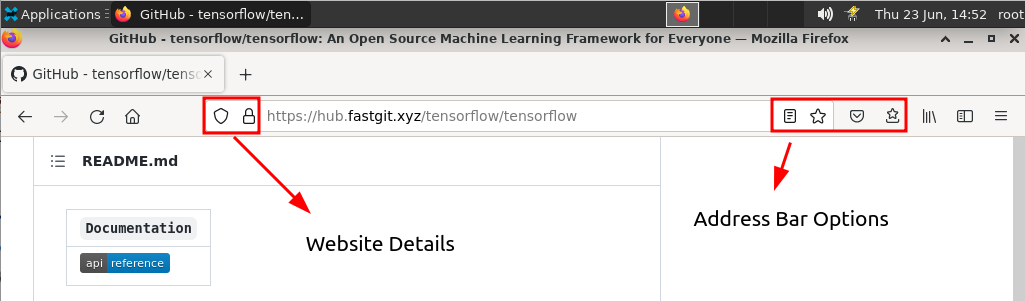 Applications
GitHub - tensorflow/ten...
Thu 23 Jun, 14:52
root
GitHub - tensorflow/tensorflow: An Open Source Machine Learning Framework for Everyone — Mozilla Firefox
GitHub - tensorflow/tenso
https://hub.fastgit.xyz/tensorflow/tensorflow
README.md
Documentation
api reference
Website Details
Address Bar Options